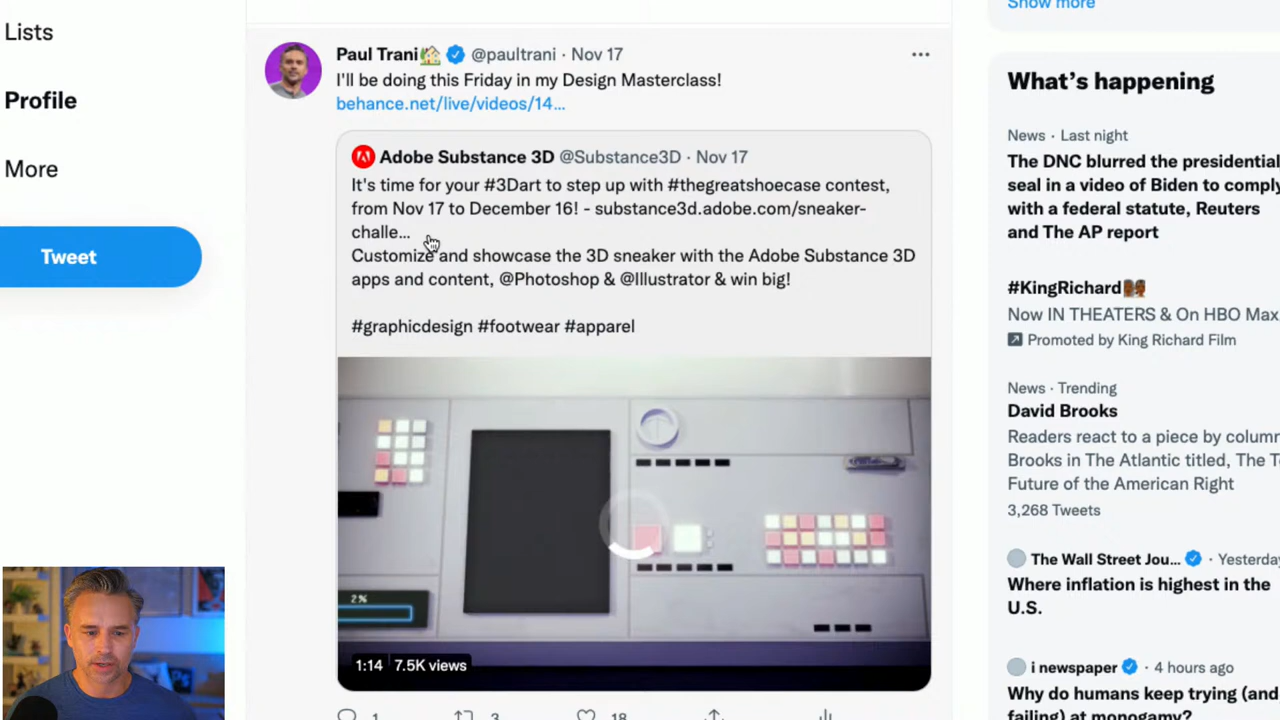 Lists
Profile
More
Tweet
Paul Trani @paultrani · Nov 17
I'll be doing this Friday in my Design Masterclass!
behance.net/live/videos/14...
Adobe Substance 3D @Substance3D · Nov 17
It's time for your #3Dart to step up with #thegreatshoecase contest,
from Nov 17 to December 16! - substance3d.adobe.com/sneaker-
challe...
Customize and showcase the 3D sneaker with the Adobe Substance 3D
apps and content, @Photoshop & @Illustrator & win big!
#graphicdesign #footwear #apparel
2%
1:14 7.5K views
1 3 18
Show more
What's happening
News · Last night
The DNC blurred the presidential
seal in a video of Biden to comply
with a federal statute, Reuters
and The AP report
#KingRichard
Now IN THEATERS & On HBO Max.
Promoted by King Richard Film
News · Trending
David Brooks
Readers react to a piece by column
Brooks in The Atlantic titled, The T
Future of the American Right
3,268 Tweets
The Wall Street Jou... · Yesterday
Where inflation is highest in the
U.S.
i newspaper · 4 hours ago
Why do humans keep trying (and
failing) at monogamy?